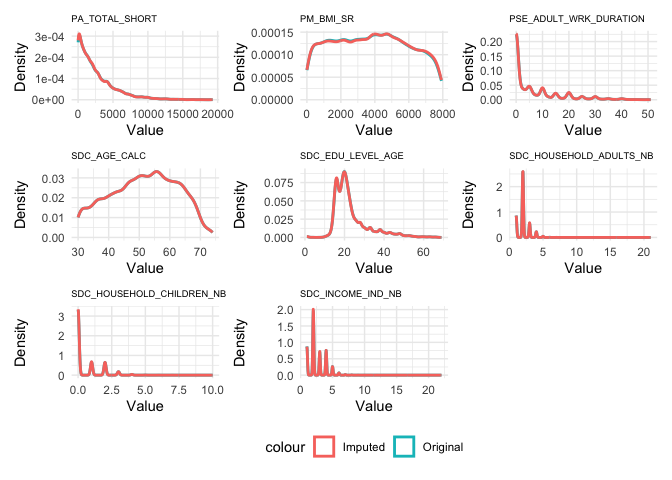 PA_TOTAL_SHORT
Density
3e-04
2e-04
1e-04
0e+00
0 5000 10000 15000 20000
Value
PM_BMI_SR
Density
0.00015
0.00010
0.00005
0.00000
0 2000 4000 6000 8000
Value
PSE_ADULT_WRK_DURATION
Density
0.20
0.15
0.10
0.05
0.00
0 10 20 30 40 50
Value
SDC_AGE_CALC
Density
0.03
0.02
0.01
0.00
30 40 50 60 70
Value
SDC_EDU_LEVEL_AGE
Density
0.075
0.050
0.025
0.000
0 20 40 60
Value
SDC_HOUSEHOLD_ADULTS_NB
Density
2
1
0
5 10 15 20
Value
SDC_HOUSEHOLD_CHILDREN_NB
Density
3
2
1
0
0.0 2.5 5.0 7.5 10.0
Value
SDC_INCOME_IND_NB
Density
2.0
1.5
1.0
0.5
0.0
0 5 10 15 20
Value
colour Imputed Original